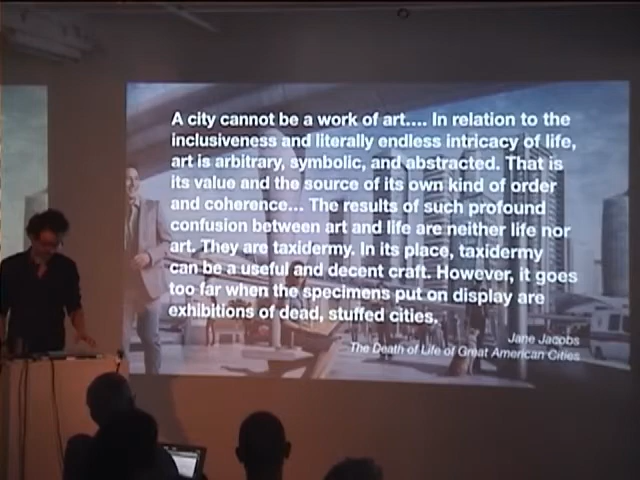 A city cannot be a work of art.... In relation to the
inclusiveness and literally endless intricacy of life,
art is arbitrary, symbolic, and abstracted. That is
its value and the source of its own kind of order
and coherence... The results of such profound
confusion between art and life are neither life nor
art. They are taxidermy. In its place, taxidermy
can be a useful and decent craft. However, it goes
too far when the specimens put on display are
exhibitions of dead, stuffed cities.
Jane Jacobs
The Death of Life of Great American Cities